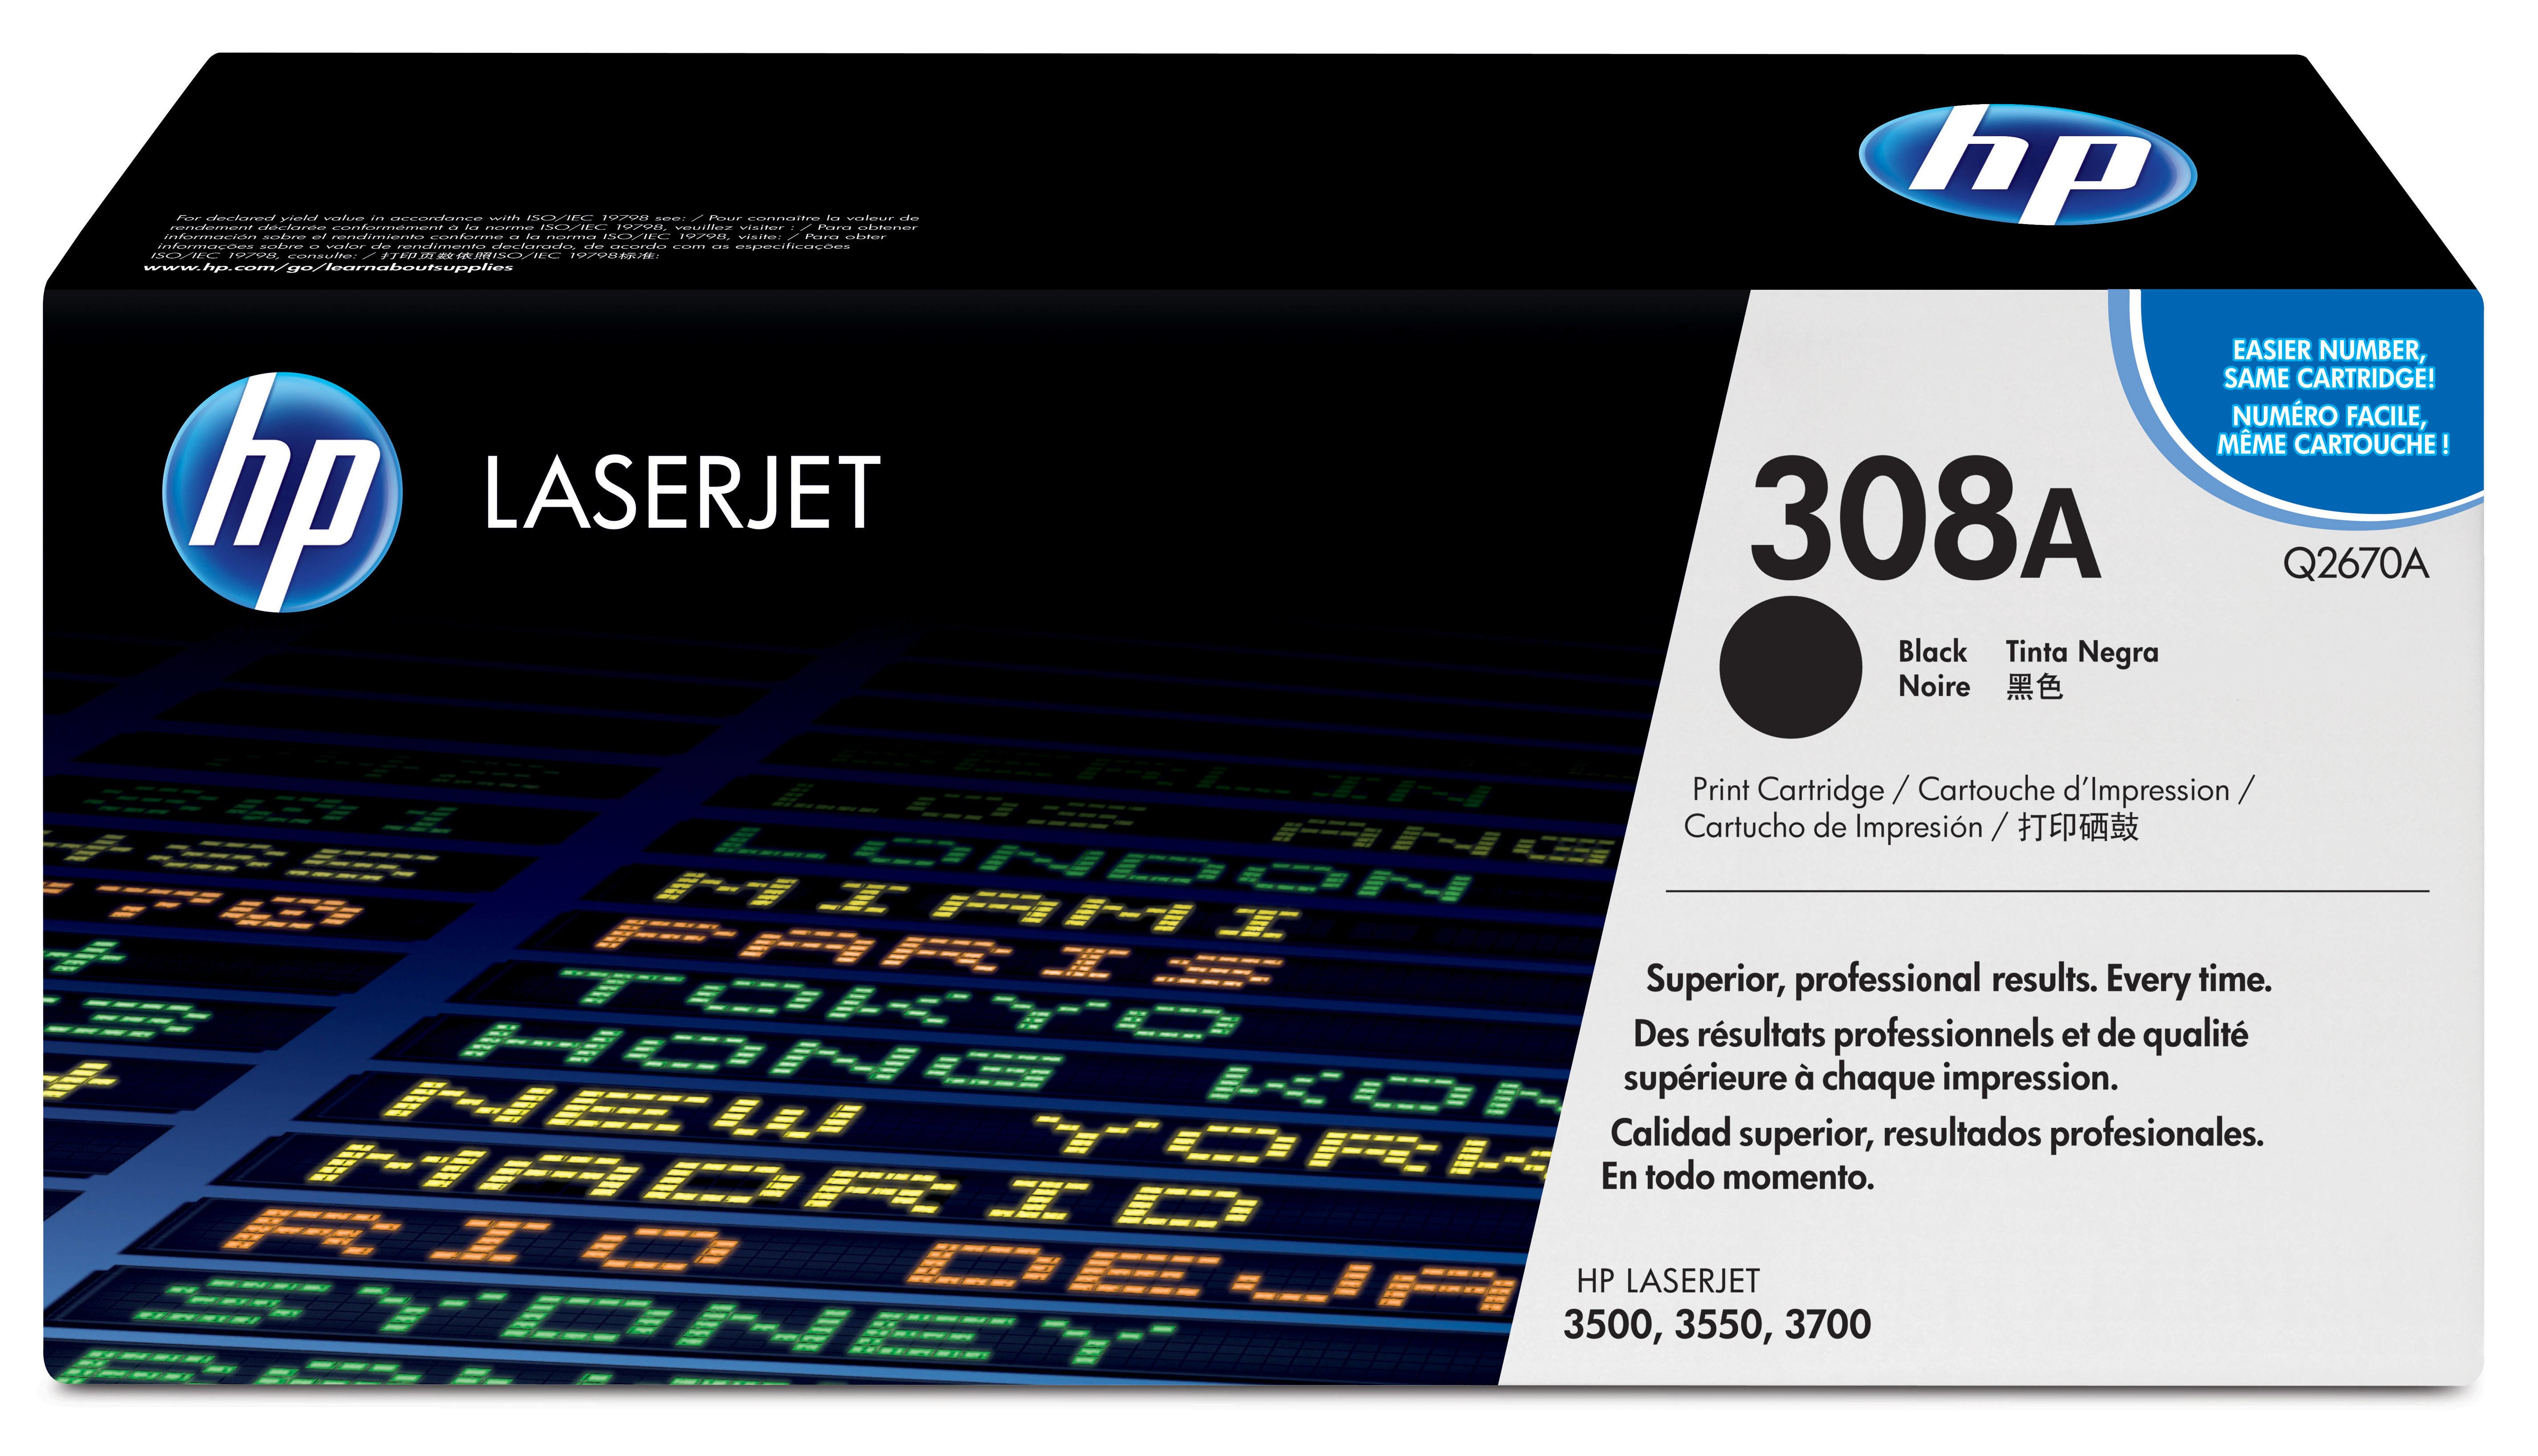 hp
For declared yield value in accordance with ISO/IEC 19798 see: / Pour connaître la valeur de
rendement déclarée conformément à la norme ISO/IEC 19798, veuillez visiter : / Para obtener
información sobre el rendimiento conforme a la norma ISO/IEC 19798, visite: / Para obter
informações sobre o valor de rendimento declarado, de acordo com as especificações
ISO/IEC 19798, consulte: / 打印页数依照ISO/IEC 19798标准:
www.hp.com/go/learnaboutsupplies
hp
LASERJET
EASIER NUMBER,
SAME CARTRIDGE!
NUMÉRO FACILE,
MÊME CARTOUCHE !
308A
Q2670A
Black Tinta Negra
Noire 黑色
Print Cartridge / Cartouche d'Impression /
Cartucho de Impresión / 打印硒鼓
Superior, professional results. Every time.
Des résultats professionnels et de qualité
supérieure à chaque impression.
Calidad superior, resultados profesionales.
En todo momento.
HP LASERJET
3500, 3550, 3700
BERLIN
801 LOS ANG
LONDON
MIAMI
PARIS
TOKYO
HONG KON
NEW YORK
MADRID
RIO DEJA
SYDNEY